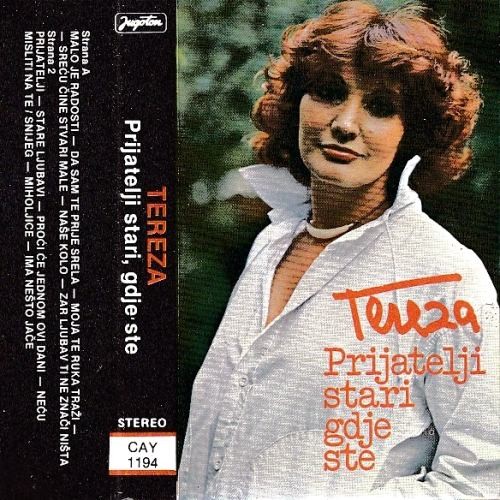 Jugoton
Strana A
MALO JE RADOSTI — DA SAM TE PRIJE SRELA — MOJA TE RUKA TRAŽI —
— SREĆU ČINE STVARI MALE — NAŠE KOLO — ZAR LJUBAV TI NE ZNAČI NIŠTA
Strana 2
PRIJATELJI — STARE LJUBAVI — PROĆI ĆE JEDNOM OVI DANI — NEĆU
MISLITI NA TE / SNIJEG — MIHOLJICE — IMA NEŠTO JAČE
TEREZA
Prijatelji stari, gdje ste
STEREO
CAY
1194
Tereza
Prijatelji
stari
gdje
ste